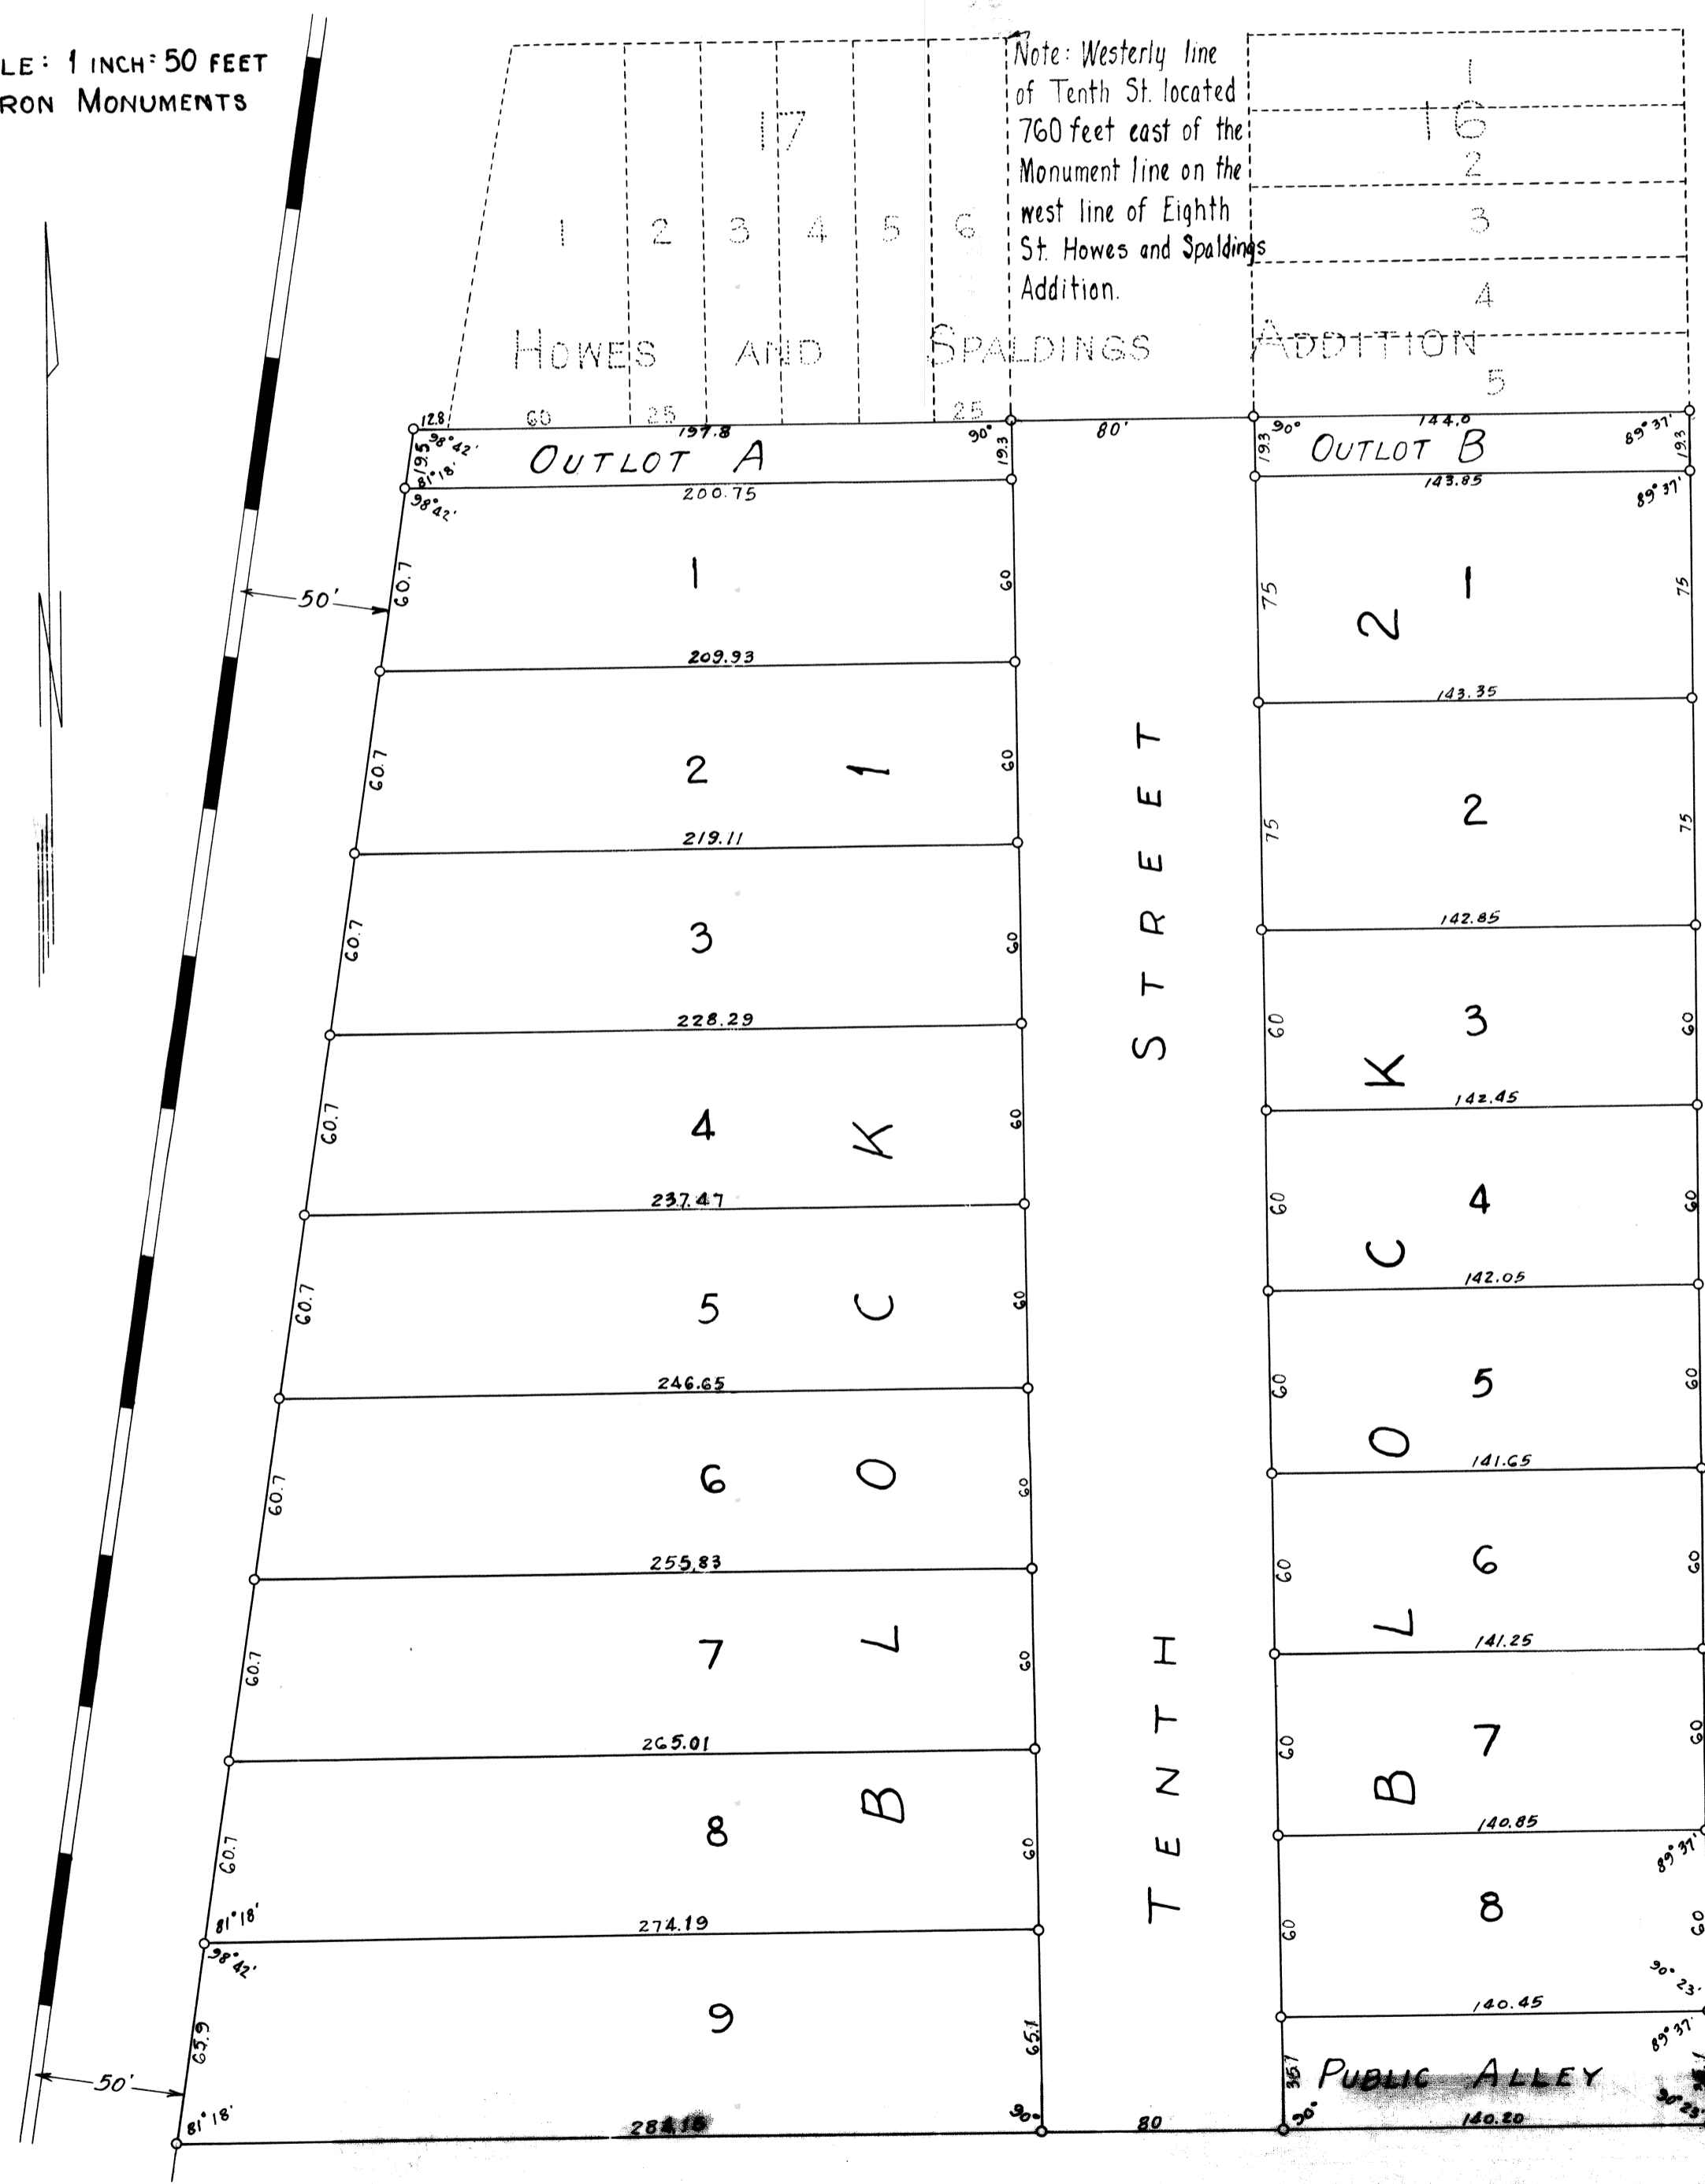 LE: 1 INCH = 50 FEET
RON MONUMENTS
Note: Westerly line
of Tenth St. located
760 feet east of the
Monument line on the
west line of Eighth
St. Howes and Spaldings
Addition.
17
1 2 3 4 5 6
1
16
2
3
4
5
HOWES AND SPALDINGS ADDITION
12.8 60 25 25
197.8 90° 80' 90° 144.0 89°37'
19.5 98°42' OUTLOT A 19.3 19.3 OUTLOT B 19.3
81°18'
98°42' 200.75 143.85 89°37'
50'
60.7 1 60
209.93
60.7 2 60
219.11
60.7 3 60
228.29
60.7 4 60
237.47
60.7 5 60
246.65
60.7 6 60
255.83
60.7 7 60
265.01
60.7 8 60
81°18' 274.19
98°42'
65.9 9 65.1
50'
81°18' 90°
BLOCK 1
TENTH STREET
80
75 1 75
143.35
75 2 75
142.85
60 3 60
142.45
60 4 60
142.05
60 5 60
141.65
60 6 60
141.25
60 7 60
140.85
89°37'
60 8 60
90°23'
140.45
89°37'
BLOCK 2
35.1 PUBLIC ALLEY
90° 140.20 90°23'